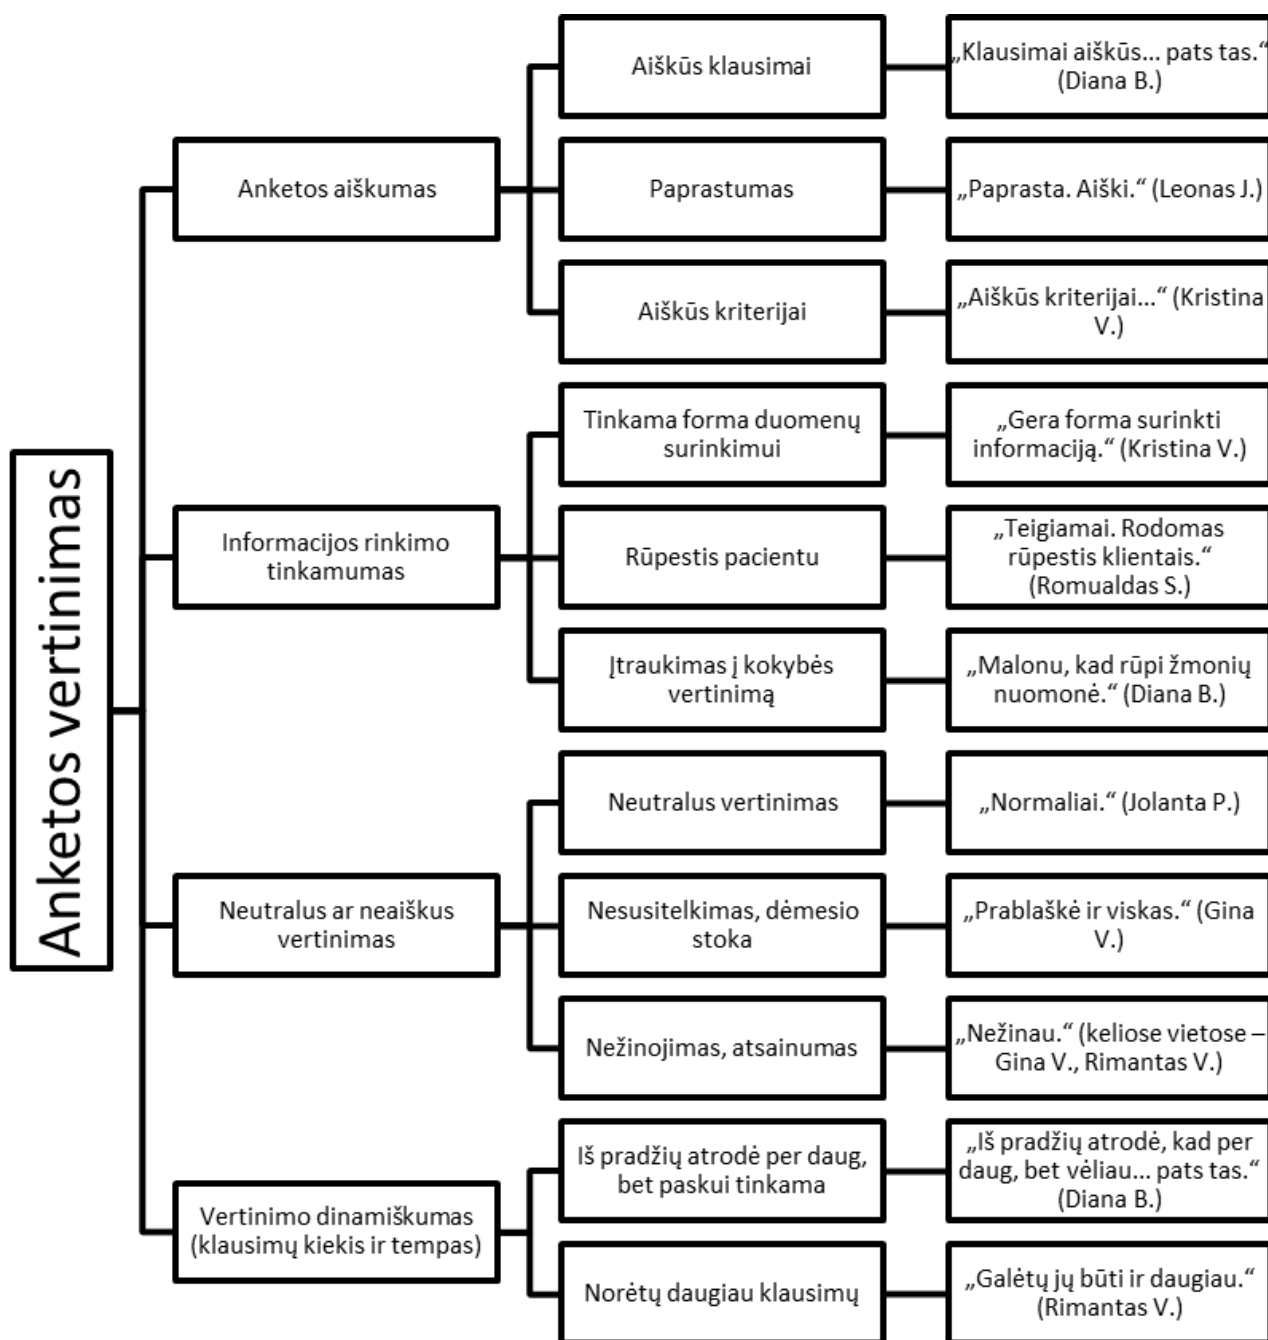 Anketos vertinimas
Anketos aiškumas
Aiškūs klausimai
„Klausimai aiškūs... pats tas.“
(Diana B.)
Paprastumas
„Paprasta. Aiški.“ (Leonas J.)
Aiškūs kriterijai
„Aiškūs kriterijai...“ (Kristina
V.)
Informacijos rinkimo
tinkamumas
Tinkama forma duomenų
surinkimui
„Gera forma surinkti
informaciją.“ (Kristina V.)
Rūpestis pacientu
„Teigiamai. Rodomas
rūpestis klientais.“
(Romualdas S.)
Įtraukimas į kokybės
vertinimą
„Malonu, kad rūpi žmonių
nuomonė.“ (Diana B.)
Neutralus ar neaiškus
vertinimas
Neutralus vertinimas
„Normaliai.“ (Jolanta P.)
Nesusitelkimas, dėmesio
stoka
„Prablaškė ir viskas.“ (Gina
V.)
Nežinojimas, atsainumas
„Nežinau.“ (keliose vietose –
Gina V., Rimantas V.)
Vertinimo dinamiškumas
(klausimų kiekis ir tempas)
Iš pradžių atrodė per daug,
bet paskui tinkama
„Iš pradžių atrodė, kad per
daug, bet vėliau... pats tas.“
(Diana B.)
Norėtų daugiau klausimų
„Galėtų jų būti ir daugiau.“
(Rimantas V.)